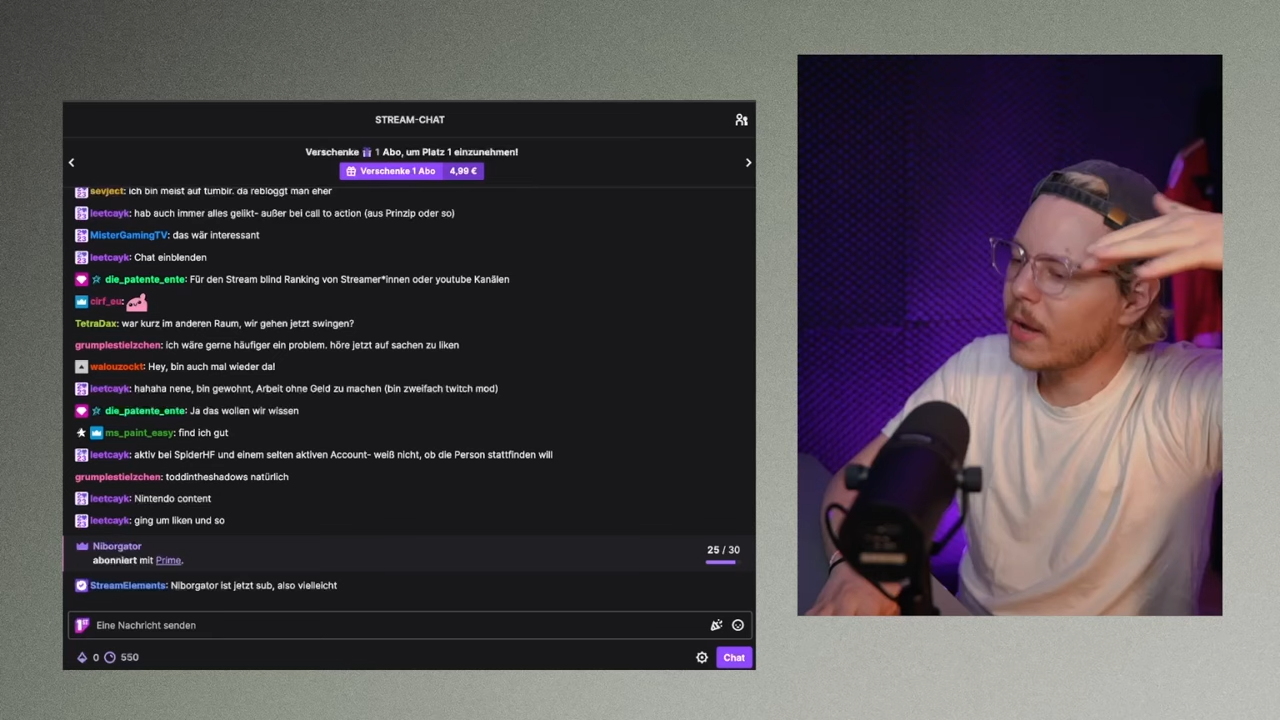 STREAM-CHAT
Verschenke 1 Abo, um Platz 1 einzunehmen!
Verschenke 1 Abo 4,99 €
sevject: ich bin meist auf tumblr. da rebloggt man eher
leetcayk: hab auch immer alles gelikt- außer bei call to action (aus Prinzip oder so)
MisterGamingTV: das wär interessant
leetcayk: Chat einblenden
die_patente_ente: Für den Stream blind Ranking von Streamer*innen oder youtube Kanälen
cirf_eu:
TetraDax: war kurz im anderen Raum, wir gehen jetzt swingen?
grumplestielzchen: ich wäre gerne häufiger ein problem. höre jetzt auf sachen zu liken
walouzockt: Hey, bin auch mal wieder da!
leetcayk: hahaha nene, bin gewohnt, Arbeit ohne Geld zu machen (bin zweifach twitch mod)
die_patente_ente: Ja das wollen wir wissen
ms_paint_easy: find ich gut
leetcayk: aktiv bei SpiderHF und einem selten aktiven Account- weiß nicht, ob die Person stattfinden will
grumplestielzchen: toddintheshadows natürlich
leetcayk: Nintendo content
leetcayk: ging um liken und so
Niborgator
abonniert mit Prime.
25 / 30
StreamElements: Niborgator ist jetzt sub, also vielleicht
Eine Nachricht senden
0 550
Chat